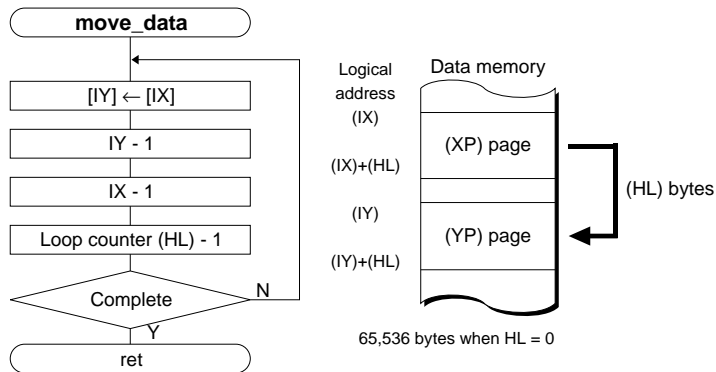 move_data
[IY] ← [IX]
IY - 1
IX - 1
Loop counter (HL) - 1
Complete
N
Y
ret
Logical
address
Data memory
(IX)
(XP) page
(IX)+(HL)
(IY)
(YP) page
(IY)+(HL)
(HL) bytes
65,536 bytes when HL = 0